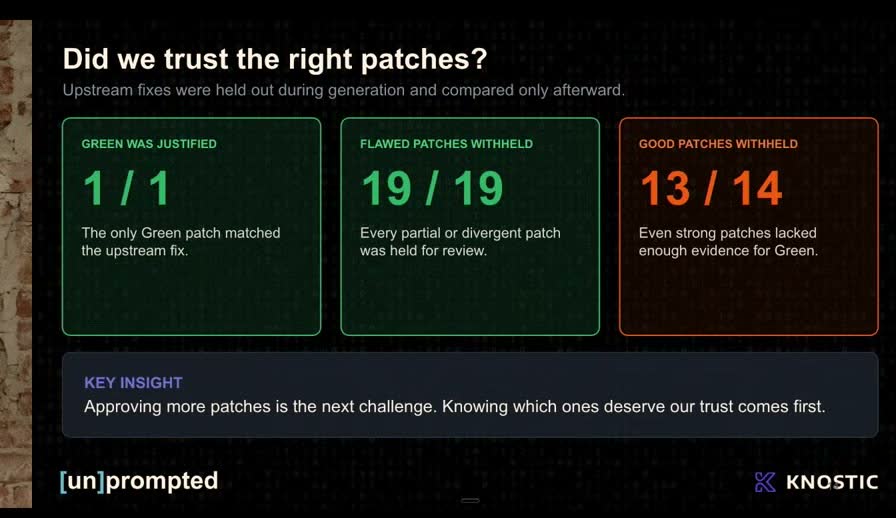 Did we trust the right patches?
Upstream fixes were held out during generation and compared only afterward.
GREEN WAS JUSTIFIED
1 / 1
The only Green patch matched
the upstream fix.
FLAWED PATCHES WITHHELD
19 / 19
Every partial or divergent patch
was held for review.
GOOD PATCHES WITHHELD
13 / 14
Even strong patches lacked
enough evidence for Green.
KEY INSIGHT
Approving more patches is the next challenge. Knowing which ones deserve our trust comes first.
[un]prompted
KNOSTIC